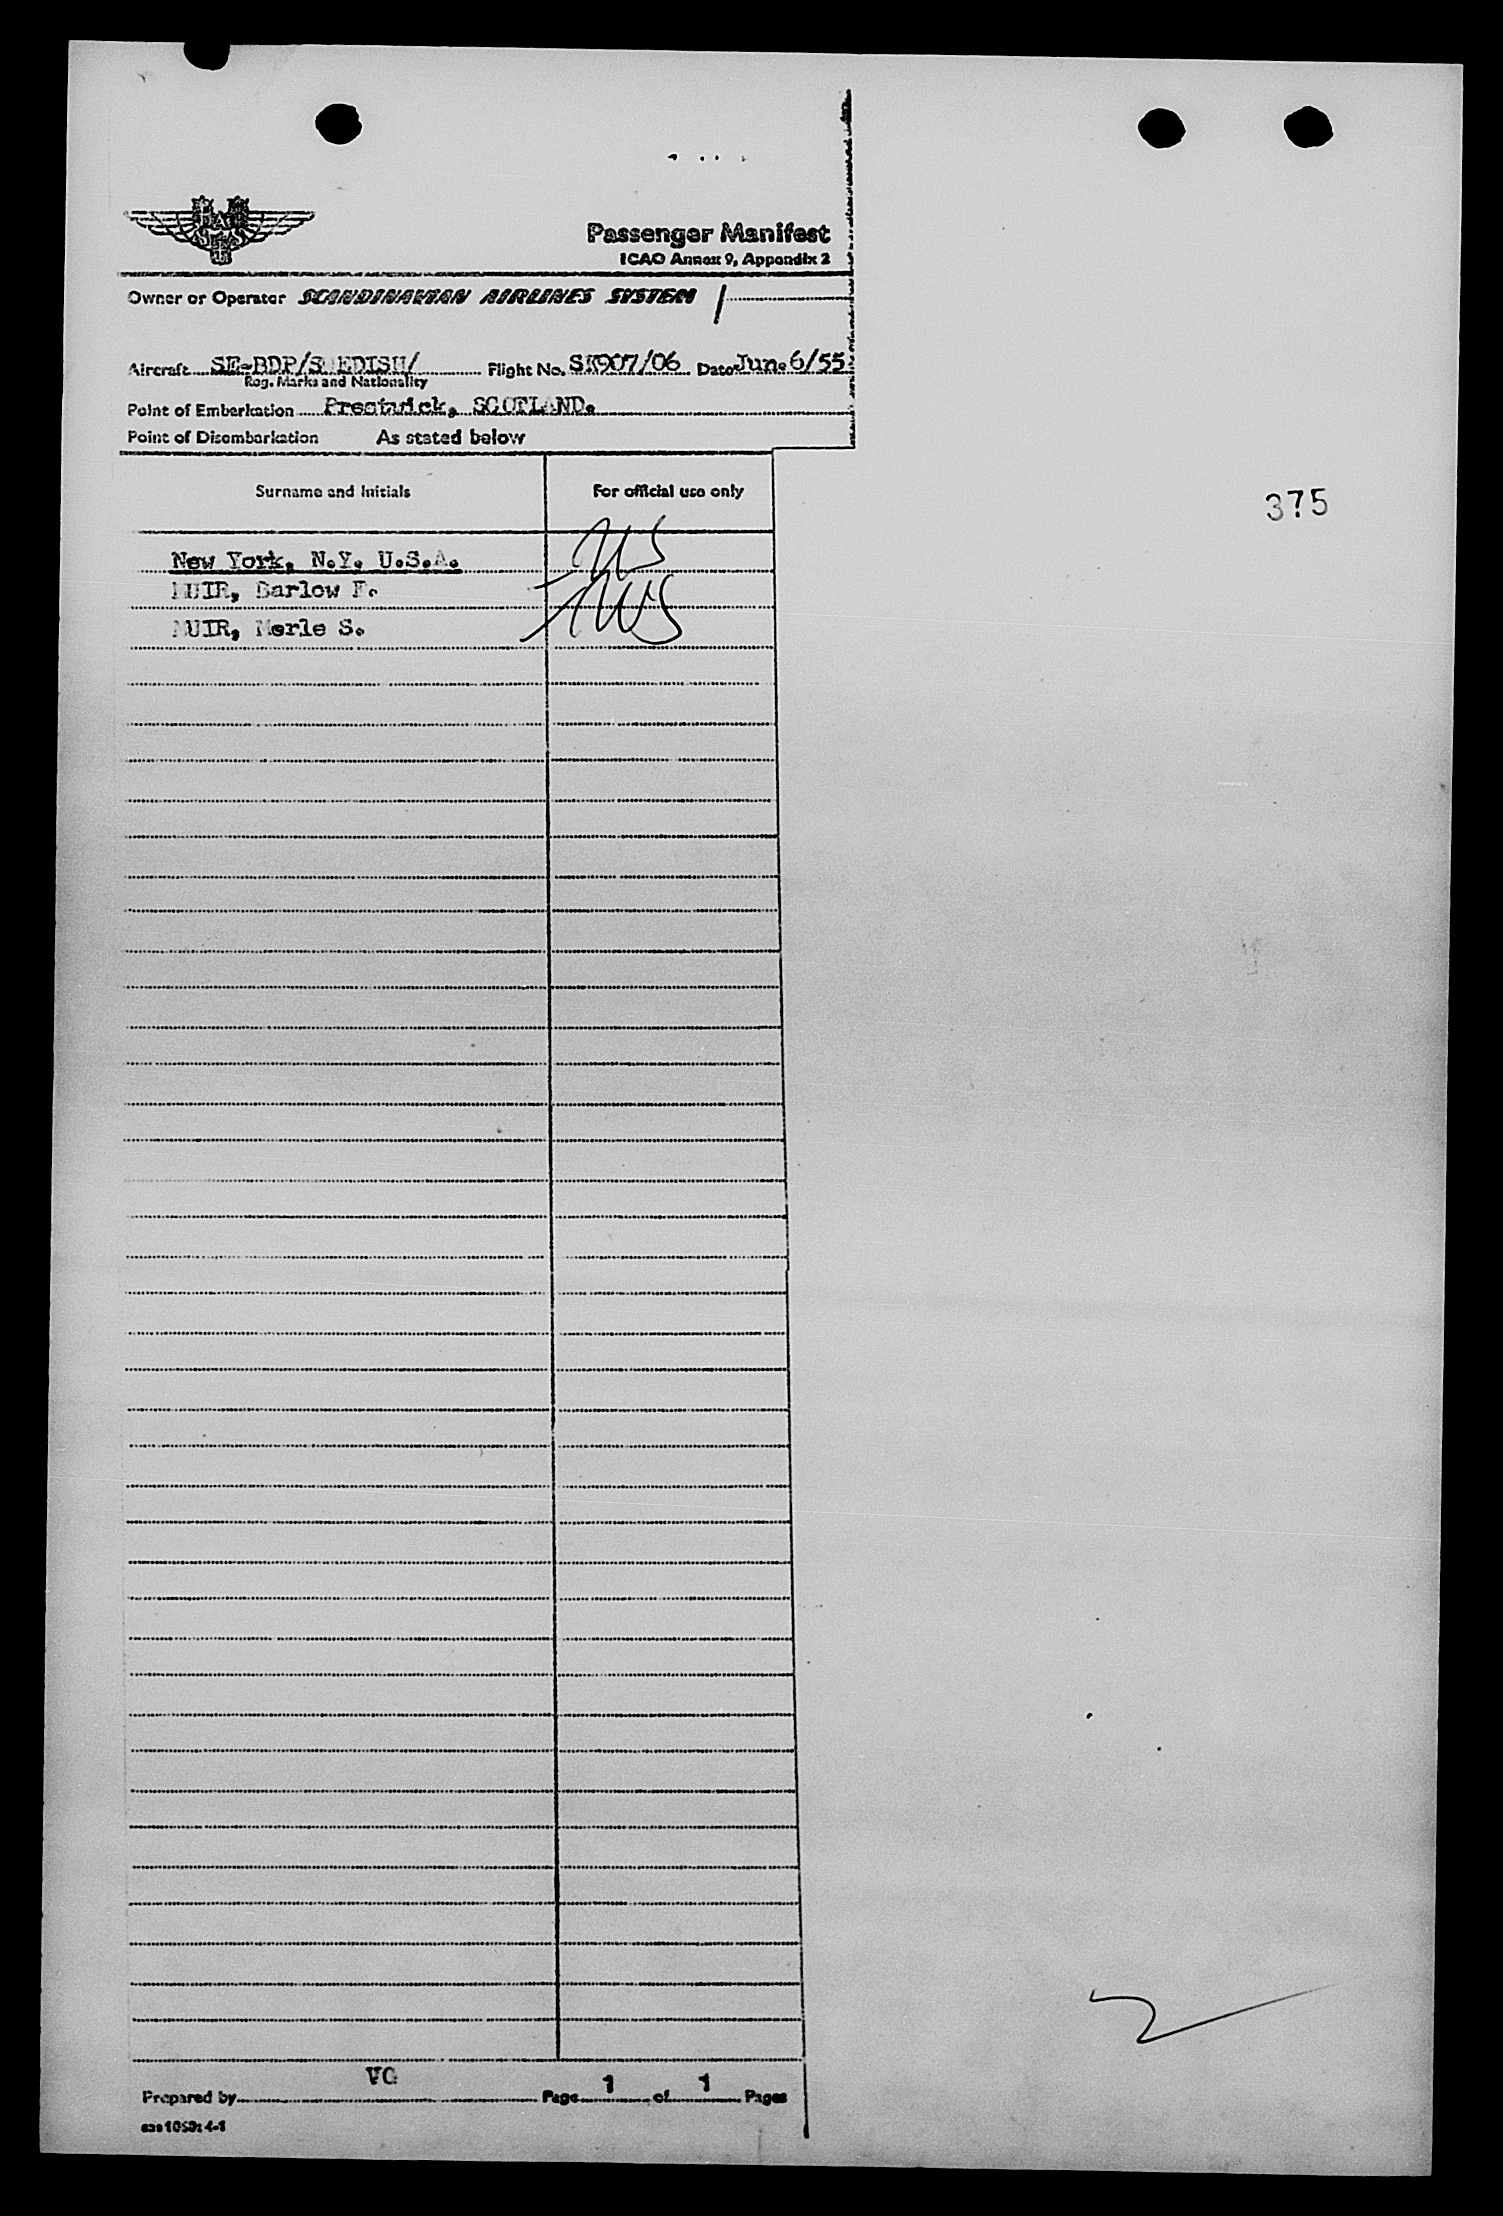 Passenger Manifest
ICAO Annex 9, Appendix 2
Owner or Operator SCANDINAVIAN AIRLINES SYSTEM
Aircraft SE-BDP/SWEDISH/ Flight No. SK907/06 Date June 6/55
Reg. Marks and Nationality
Point of Embarkation Prestwick, SCOTLAND.
Point of Disembarkation As stated below
Surname and Initials For official use only
375
New York, N.Y. U.S.A. US
MUIR, Barlow F.
MUIR, Merle S. US
VG
Prepared by Page 1 of 1 Pages